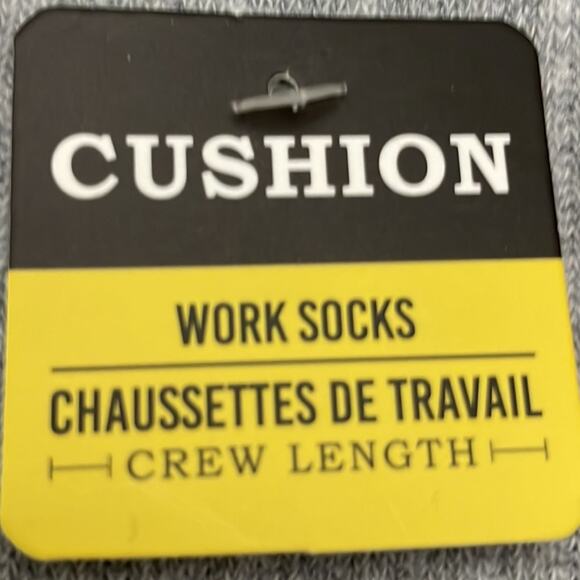 CUSHION
WORK SOCKS
CHAUSSETTES DE TRAVAIL
CREW LENGTH